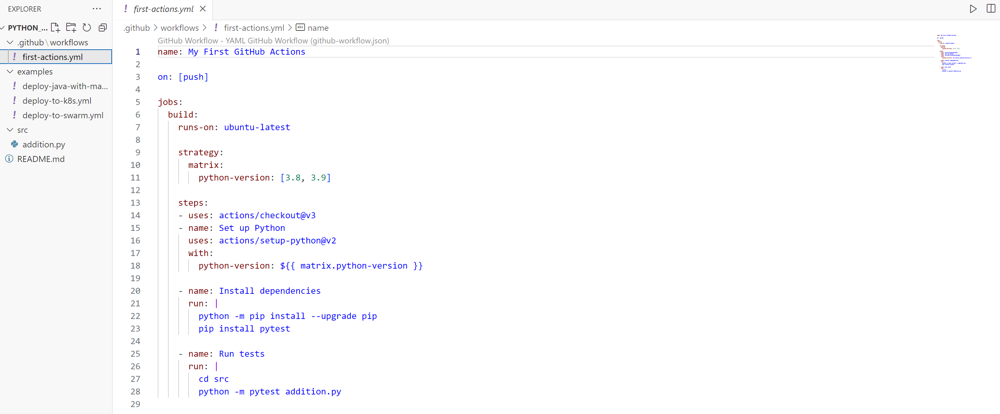 EXPLORER
PYTHON_...
.github\workflows
first-actions.yml
examples
deploy-java-with-ma...
deploy-to-k8s.yml
deploy-to-swarm.yml
src
addition.py
README.md
first-actions.yml
.github > workflows > first-actions.yml > abc name
GitHub Workflow - YAML GitHub Workflow (github-workflow.json)
1 name: My First GitHub Actions
2
3 on: [push]
4
5 jobs:
6   build:
7     runs-on: ubuntu-latest
8
9     strategy:
10       matrix:
11         python-version: [3.8, 3.9]
12
13     steps:
14     - uses: actions/checkout@v3
15     - name: Set up Python
16       uses: actions/setup-python@v2
17       with:
18         python-version: ${{ matrix.python-version }}
19
20     - name: Install dependencies
21       run: |
22         python -m pip install --upgrade pip
23         pip install pytest
24
25     - name: Run tests
26       run: |
27         cd src
28         python -m pytest addition.py
29